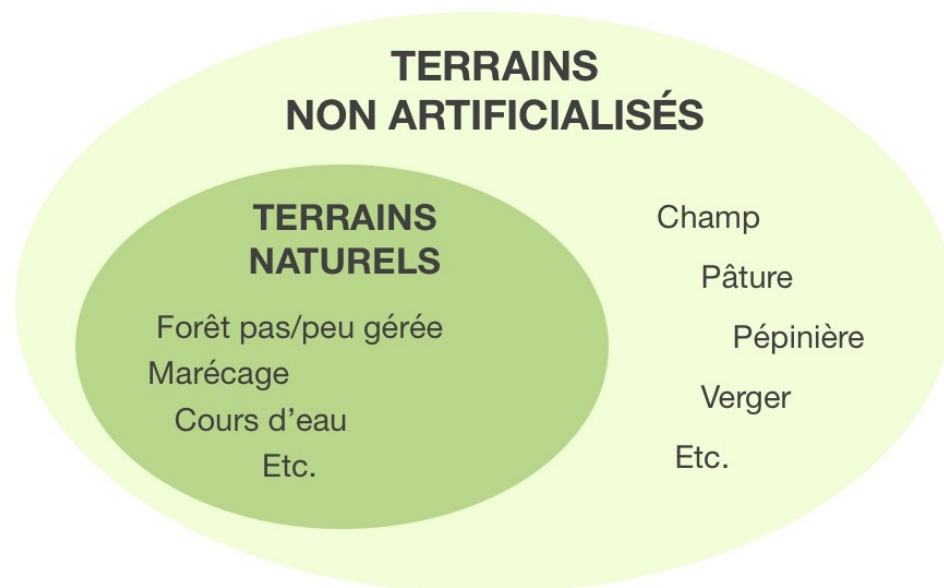 TERRAINS
NON ARTIFICIALISÉS
TERRAINS
NATURELS
Forêt pas/peu gérée
Marécage
Cours d’eau
Etc.
Champ
Pâture
Pépinière
Verger
Etc.